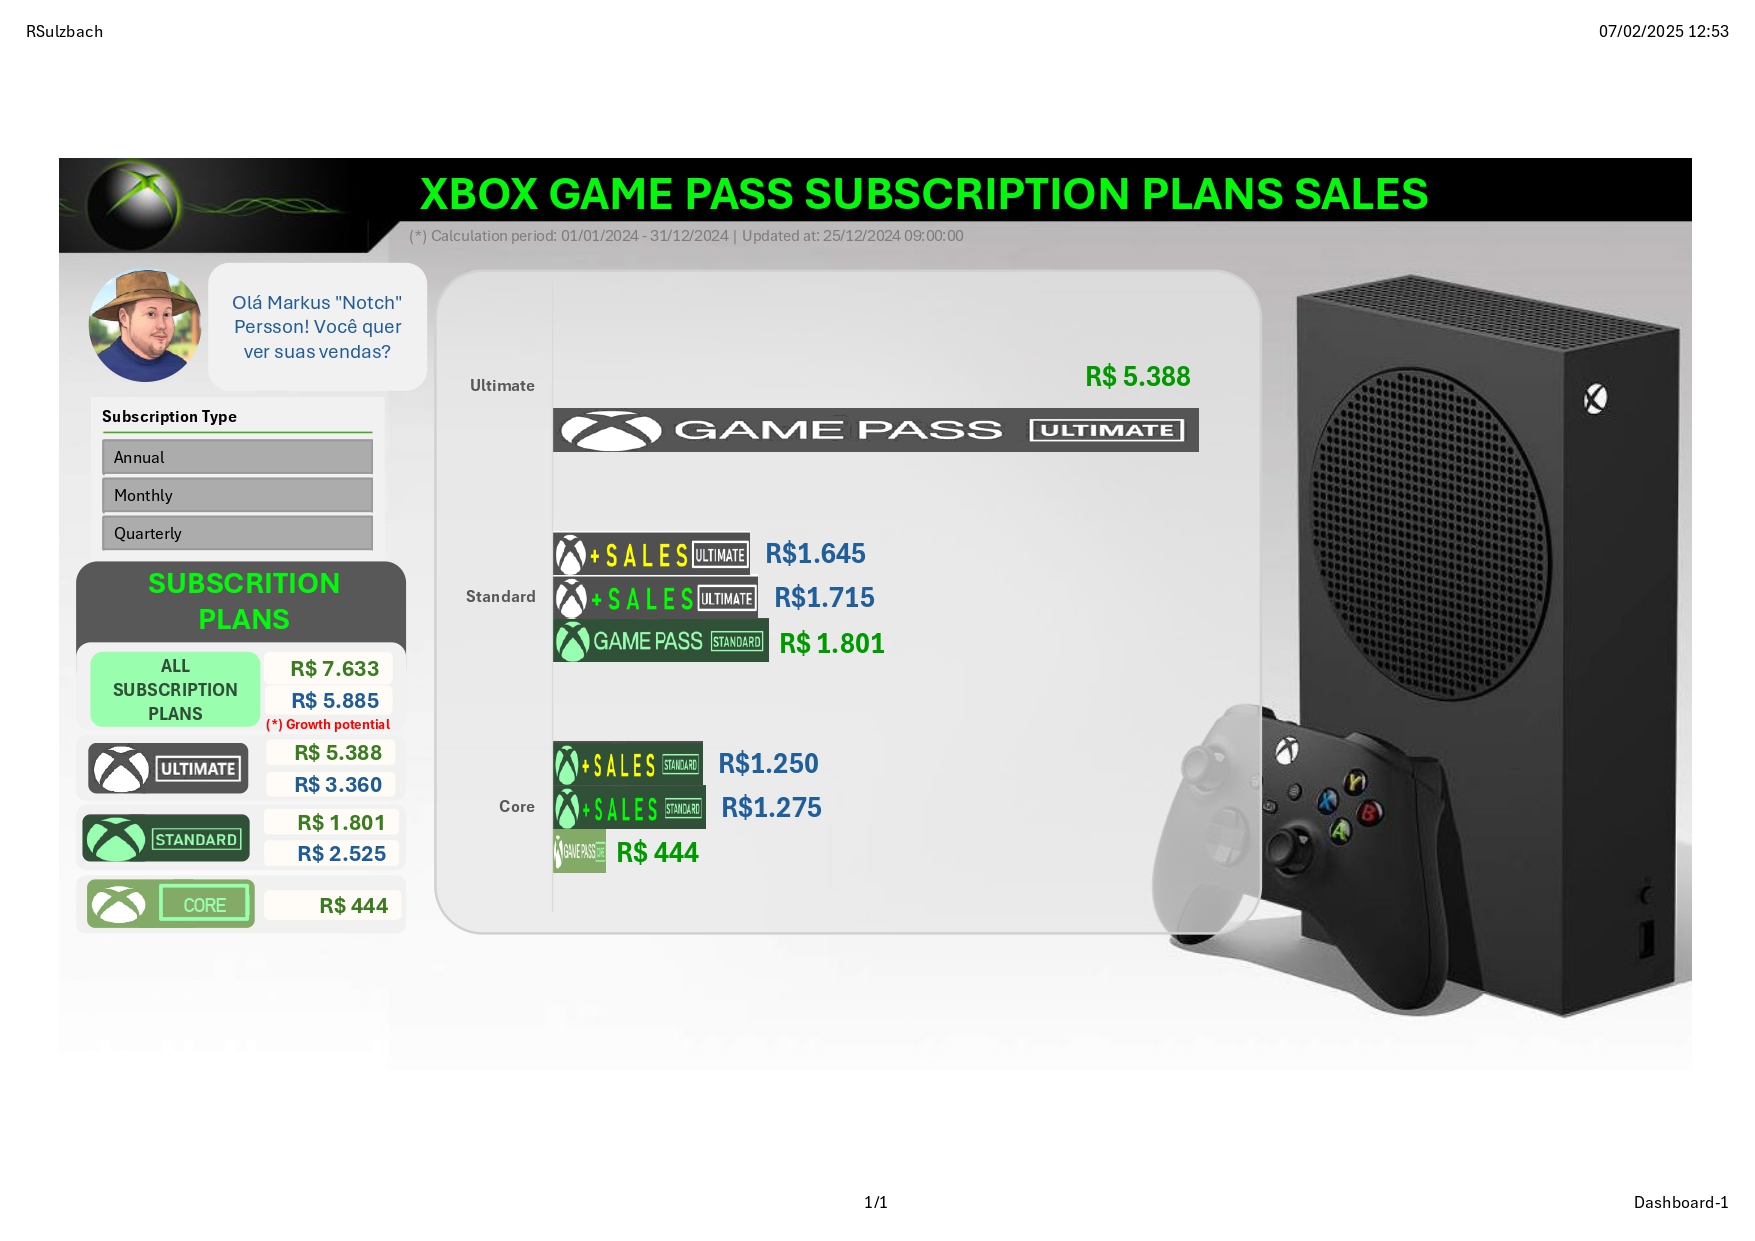 RSulzbach
07/02/2025 12:53
XBOX GAME PASS SUBSCRIPTION PLANS SALES
(*) Calculation period: 01/01/2024 - 31/12/2024 | Updated at: 25/12/2024 09:00:00
Olá Markus "Notch"
Persson! Você quer
ver suas vendas?
Subscription Type
Annual
Monthly
Quarterly
SUBSCRITION
PLANS
ALL
SUBSCRIPTION
PLANS
R$ 7.633
R$ 5.885
(*) Growth potential
ULTIMATE
R$ 5.388
R$ 3.360
STANDARD
R$ 1.801
R$ 2.525
CORE
R$ 444
Ultimate
R$ 5.388
GAME PASS ULTIMATE
Standard
+SALES ULTIMATE R$1.645
+SALES ULTIMATE R$1.715
GAME PASS STANDARD R$ 1.801
Core
+SALES STANDARD R$1.250
+SALES STANDARD R$1.275
GAME PASS CORE R$ 444
Y
X
B
A
1/1
Dashboard-1